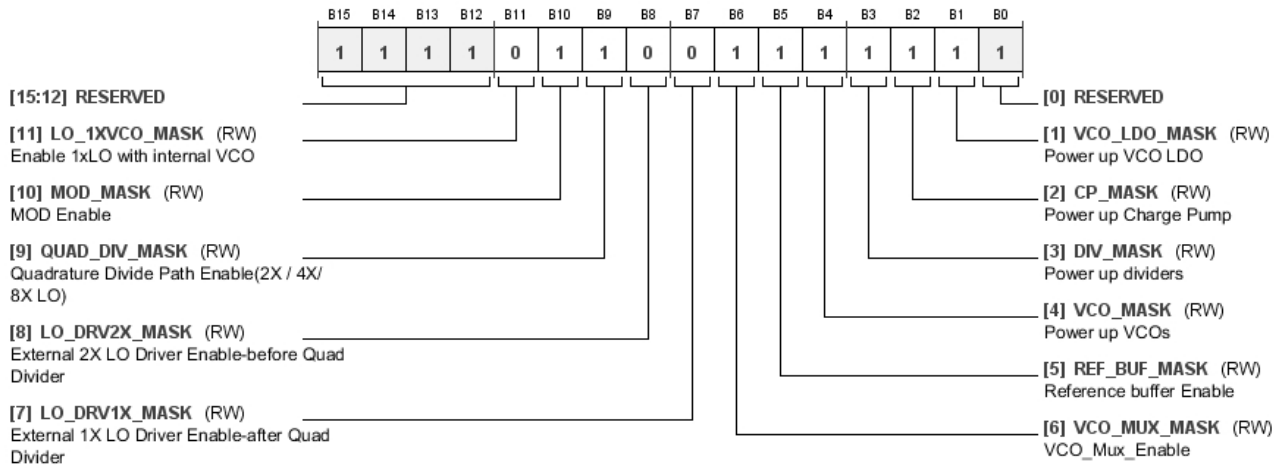 B15 B14 B13 B12 B11 B10 B9 B8 B7 B6 B5 B4 B3 B2 B1 B0
1 1 1 1 0 1 1 0 0 1 1 1 1 1 1 1
[15:12] RESERVED
[11] LO_1XVCO_MASK (RW)
Enable 1xLO with internal VCO
[10] MOD_MASK (RW)
MOD Enable
[9] QUAD_DIV_MASK (RW)
Quadrature Divide Path Enable(2X / 4X/
8X LO)
[8] LO_DRV2X_MASK (RW)
External 2X LO Driver Enable-before Quad
Divider
[7] LO_DRV1X_MASK (RW)
External 1X LO Driver Enable-after Quad
Divider
[0] RESERVED
[1] VCO_LDO_MASK (RW)
Power up VCO LDO
[2] CP_MASK (RW)
Power up Charge Pump
[3] DIV_MASK (RW)
Power up dividers
[4] VCO_MASK (RW)
Power up VCOs
[5] REF_BUF_MASK (RW)
Reference buffer Enable
[6] VCO_MUX_MASK (RW)
VCO_Mux_Enable